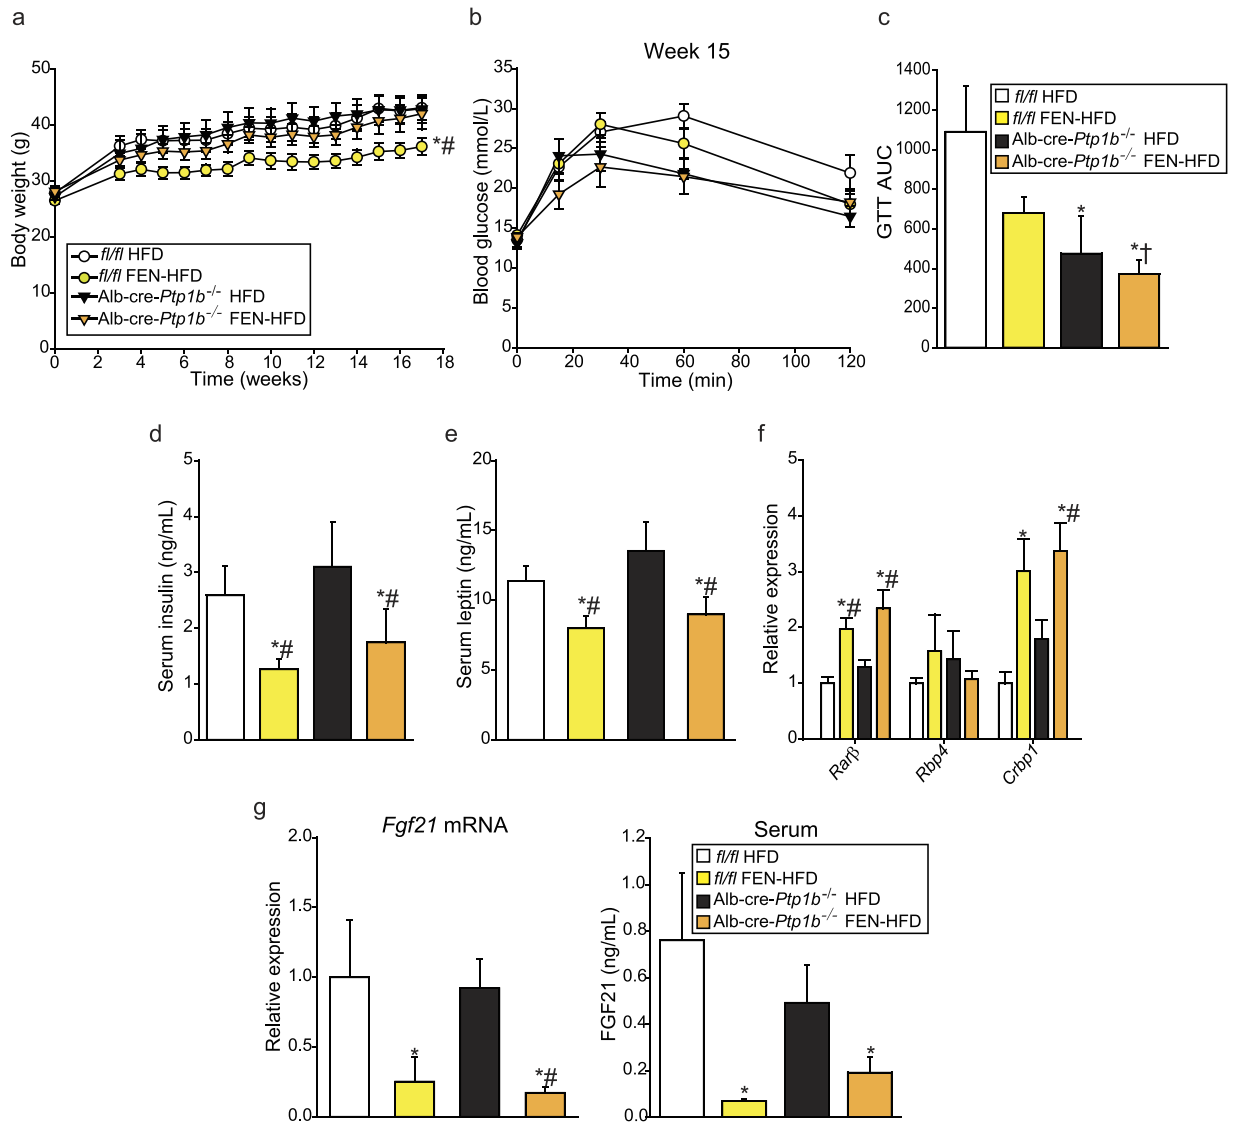 a
Body weight (g)
50
40
30
20
10
0
0 2 4 6 8 10 12 14 16 18
Time (weeks)
*#
fl/fl HFD
fl/fl FEN-HFD
Alb-cre-Ptp1b-/- HFD
Alb-cre-Ptp1b-/- FEN-HFD
b
Week 15
Blood glucose (mmol/L)
35
30
25
20
15
10
5
0
0 20 40 60 80 100 120
Time (min)
c
GTT AUC
1400
1200
1000
800
600
400
200
0
fl/fl HFD
fl/fl FEN-HFD
Alb-cre-Ptp1b-/- HFD
Alb-cre-Ptp1b-/- FEN-HFD
*
*†
d
Serum insulin (ng/mL)
5
4
3
2
1
0
*#
*#
e
Serum leptin (ng/mL)
20
15
10
5
0
*#
*#
f
Relative expression
5
4
3
2
1
0
*#
*#
*
*#
Rarβ
Rbp4
Crbp1
g
Fgf21 mRNA
Relative expression
2.0
1.5
1.0
0.5
0.0
*
*#
Serum
FGF21 (ng/mL)
1.2
1.0
0.8
0.6
0.4
0.2
0.0
fl/fl HFD
fl/fl FEN-HFD
Alb-cre-Ptp1b-/- HFD
Alb-cre-Ptp1b-/- FEN-HFD
*
*